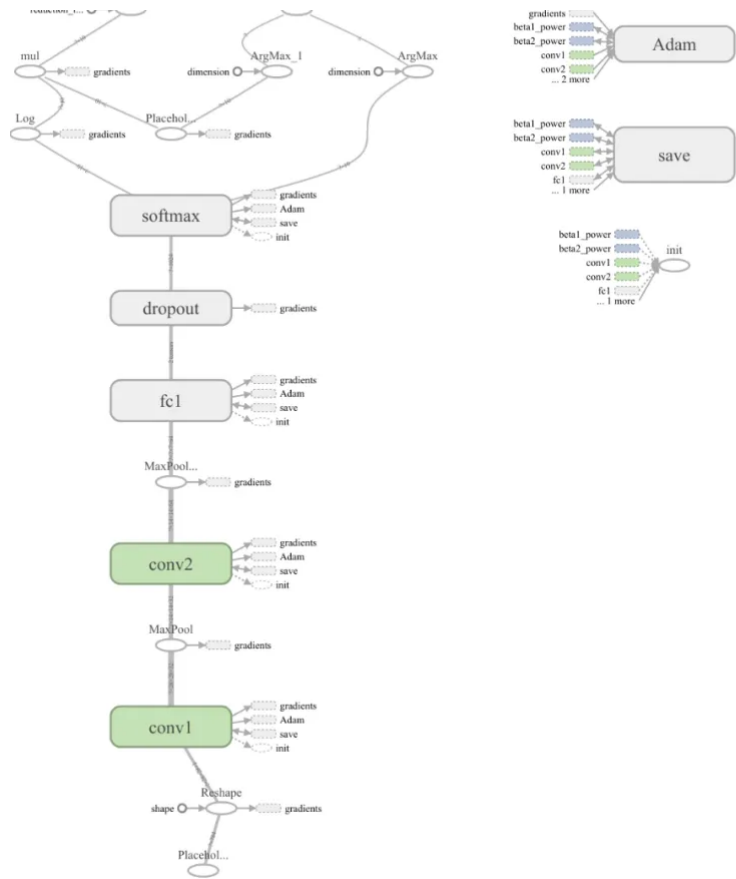 reduction_i...
mul
gradients
dimension
ArgMax_1
dimension
ArgMax
Log
gradients
Placehol...
gradients
softmax
gradients
Adam
save
init
dropout
gradients
fc1
gradients
Adam
save
init
MaxPool...
gradients
conv2
gradients
Adam
save
init
MaxPool
gradients
conv1
gradients
Adam
save
init
Reshape
shape
gradients
Placehol...
gradients
beta1_power
beta2_power
conv1
conv2
... 2 more
Adam
beta1_power
beta2_power
conv1
conv2
fc1
... 1 more
save
beta1_power
beta2_power
conv1
conv2
fc1
... 1 more
init